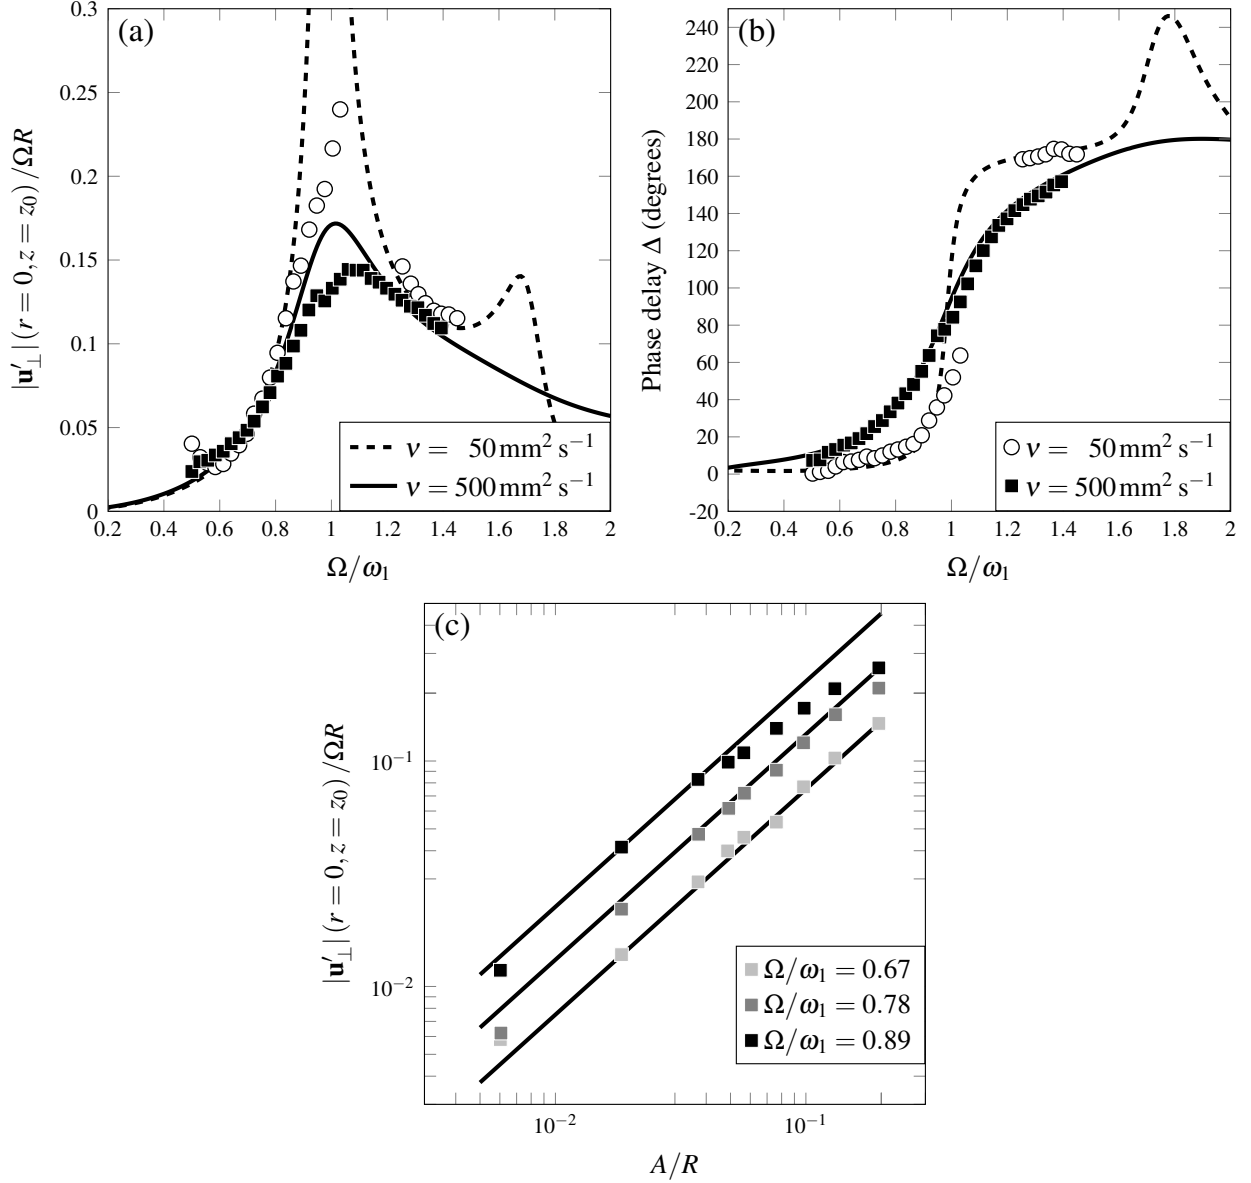 (a)
0.3
0.25
0.2
0.15
0.1
0.05
0
0.2 0.4 0.6 0.8 1 1.2 1.4 1.6 1.8 2
|u′⊥| (r = 0, z = z₀) /ΩR
Ω/ω₁
ν = 50 mm² s⁻¹
ν = 500 mm² s⁻¹
(b)
240
220
200
180
160
140
120
100
80
60
40
20
0
-20
0.2 0.4 0.6 0.8 1 1.2 1.4 1.6 1.8 2
Phase delay Δ (degrees)
Ω/ω₁
ν = 50 mm² s⁻¹
ν = 500 mm² s⁻¹
(c)
10⁻¹
10⁻²
10⁻² 10⁻¹
|u′⊥| (r = 0, z = z₀) /ΩR
A/R
Ω/ω₁ = 0.67
Ω/ω₁ = 0.78
Ω/ω₁ = 0.89